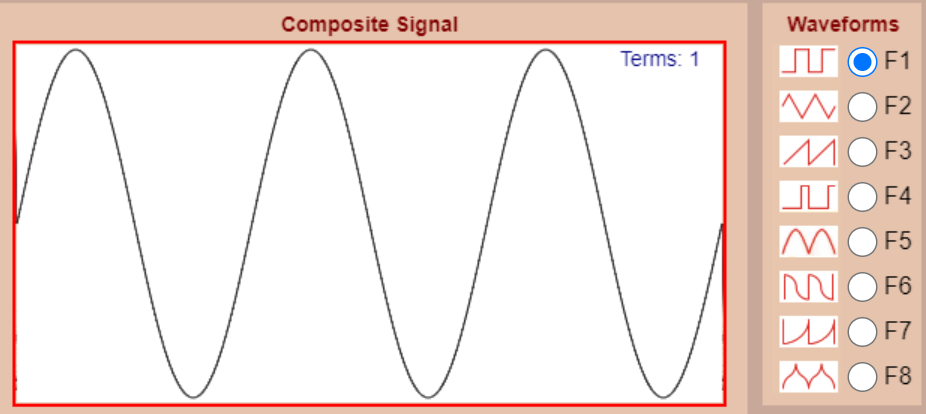 Composite Signal
Terms: 1
Waveforms
F1
F2
F3
F4
F5
F6
F7
F8